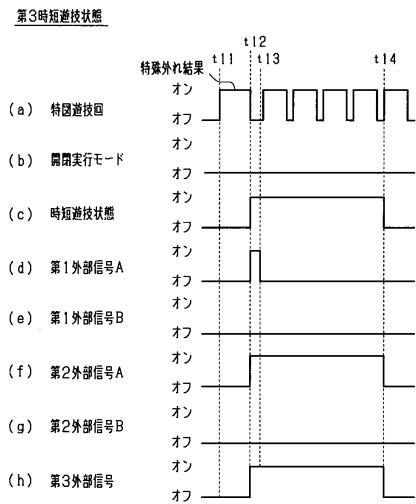 第3時短遊技状態
t12
t11 t13 t14
特殊外れ結果
オン
(a) 特図遊技回
オフ
オン
(b) 開閉実行モード
オフ
オン
(c) 時短遊技状態
オフ
オン
(d) 第1外部信号A
オフ
オン
(e) 第1外部信号B
オフ
オン
(f) 第2外部信号A
オフ
オン
(g) 第2外部信号B
オフ
オン
(h) 第3外部信号
オフ